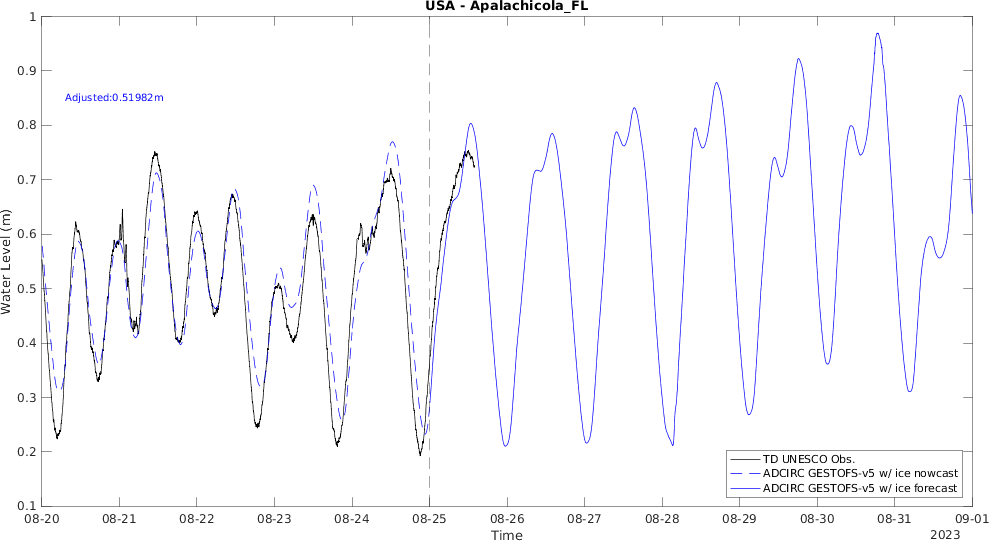 USA - Apalachicola_FL
Adjusted:0.51982m
Water Level (m)
1
0.9
0.8
0.7
0.6
0.5
0.4
0.3
0.2
0.1
TD UNESCO Obs.
ADCIRC GESTOFS-v5 w/ ice nowcast
ADCIRC GESTOFS-v5 w/ ice forecast
08-20 08-21 08-22 08-23 08-24 08-25 08-26 08-27 08-28 08-29 08-30 08-31 09-01
Time
2023